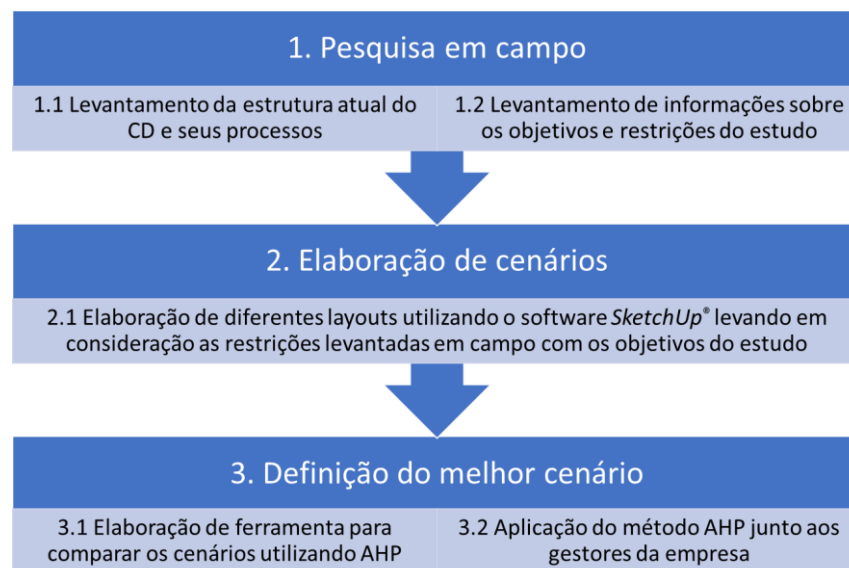 1. Pesquisa em campo
1.1 Levantamento da estrutura atual do
CD e seus processos
1.2 Levantamento de informações sobre
os objetivos e restrições do estudo
2. Elaboração de cenários
2.1 Elaboração de diferentes layouts utilizando o software SketchUp® levando em
consideração as restrições levantadas em campo com os objetivos do estudo
3. Definição do melhor cenário
3.1 Elaboração de ferramenta para
comparar os cenários utilizando AHP
3.2 Aplicação do método AHP junto aos
gestores da empresa